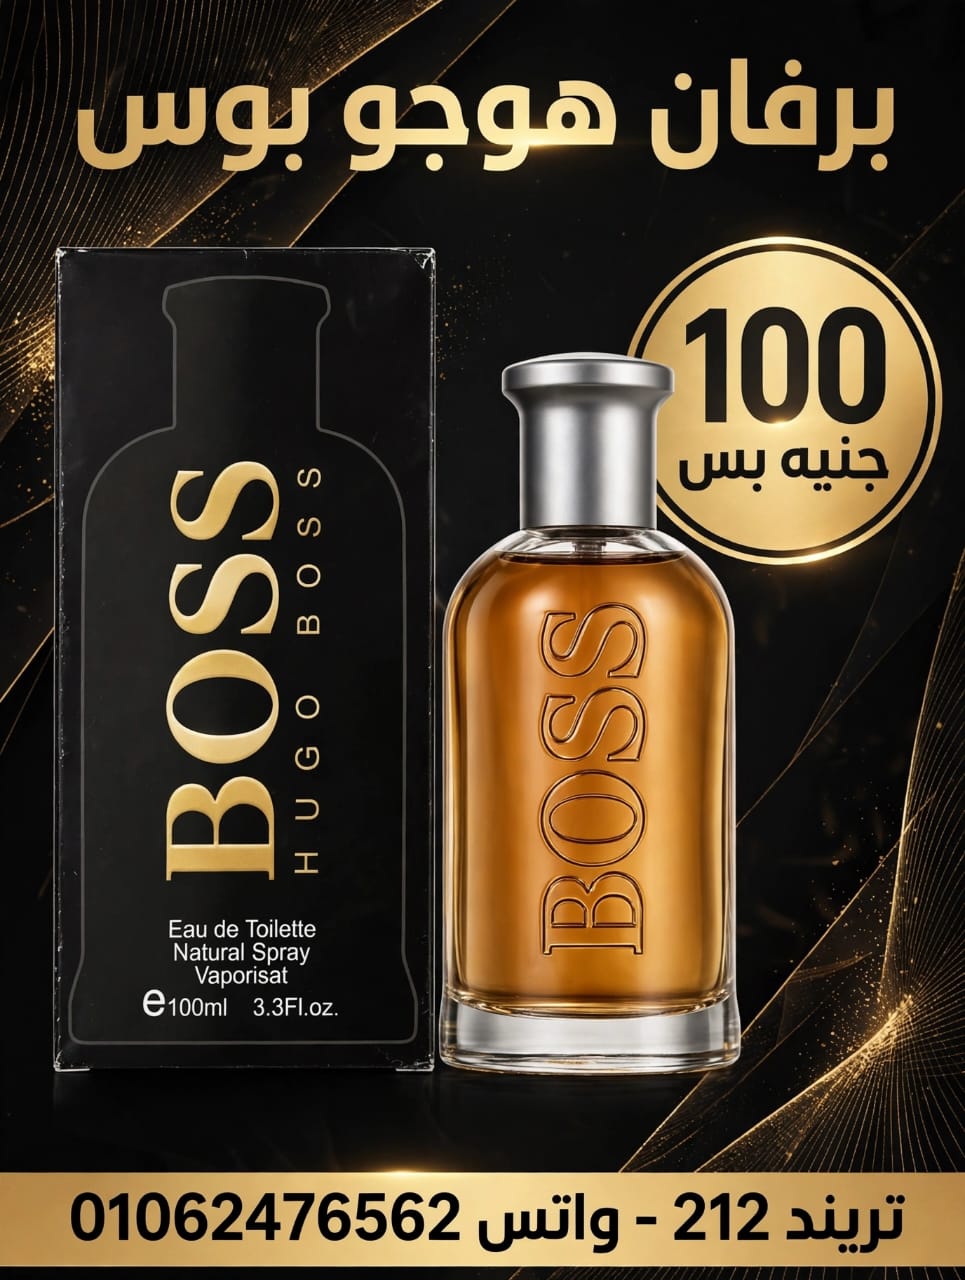 برفان هوجو بوس
100
جنيه بس
BOSS
HUGO BOSS
Eau de Toilette
Natural Spray
Vaporisat
e100ml 3.3Fl.oz.
BOSS
تريند 212 - واتس 01062476562